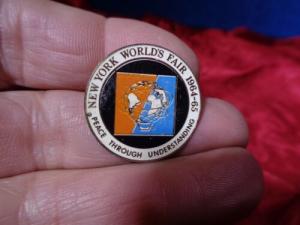 NEW YORK WORLD'S FAIR 1964-65
PEACE THROUGH UNDERSTANDING